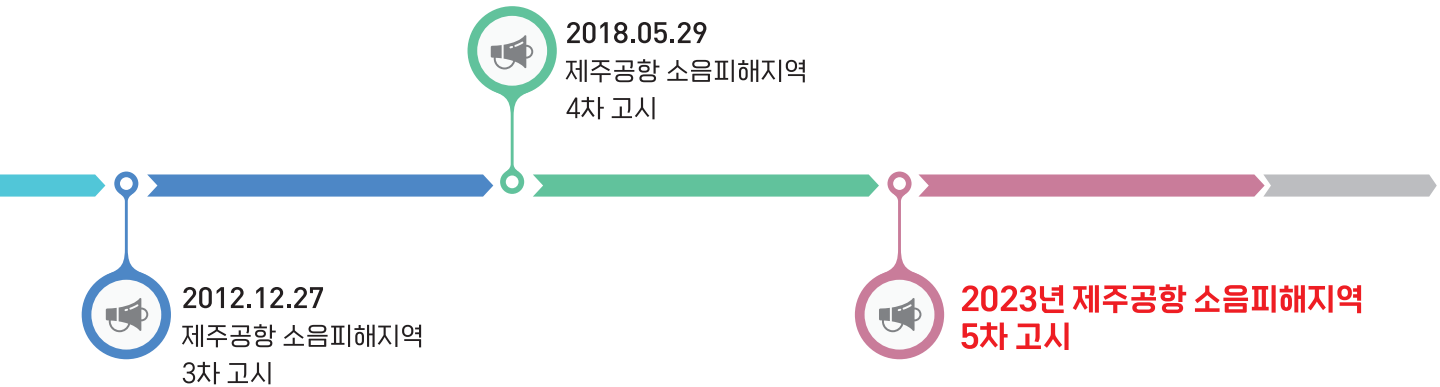 2018.05.29
제주공항 소음피해지역
4차 고시
2012.12.27
제주공항 소음피해지역
3차 고시
2023년 제주공항 소음피해지역
5차 고시